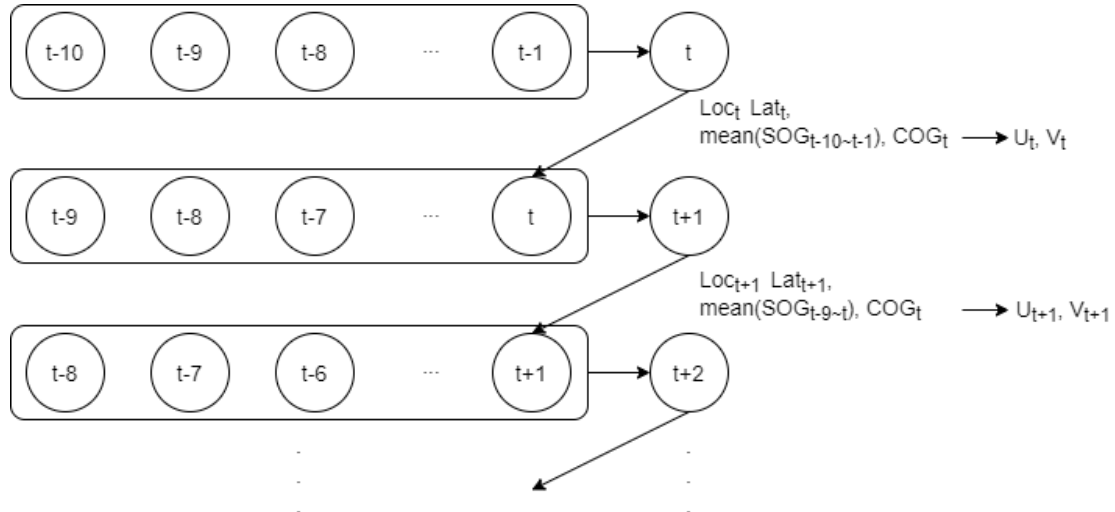 t-10 t-9 t-8 ... t-1 t
Loc_t Lat_t,
mean(SOG_t-10~t-1), COG_t → U_t, V_t
t-9 t-8 t-7 ... t t+1
Loc_t+1 Lat_t+1,
mean(SOG_t-9~t), COG_t → U_t+1, V_t+1
t-8 t-7 t-6 ... t+1 t+2